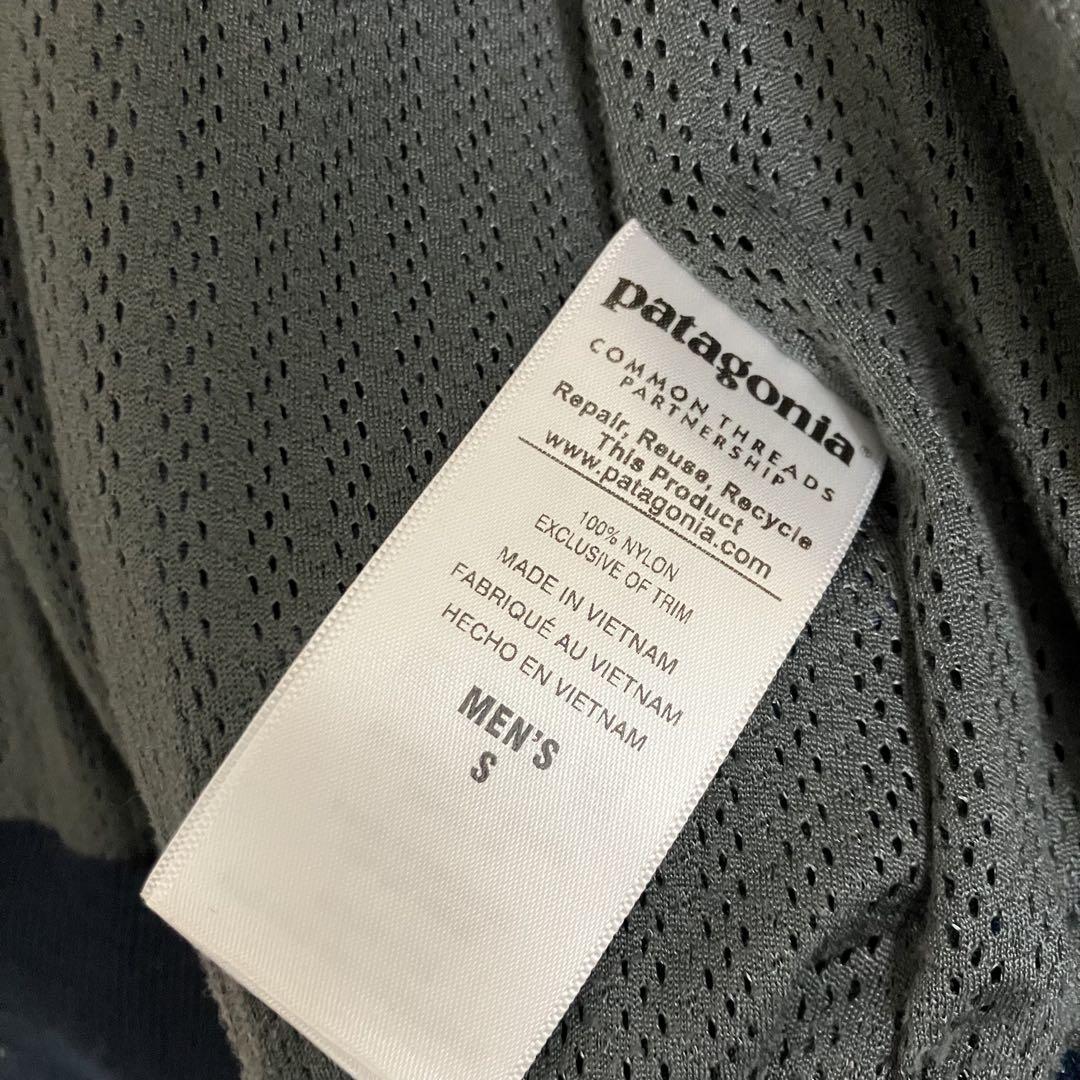 patagonia®
COMMON THREADS
PARTNERSHIP
Repair, Reuse, Recycle
This Product
www.patagonia.com
100% NYLON
EXCLUSIVE OF TRIM
MADE IN VIETNAM
FABRIQUÉ AU VIETNAM
HECHO EN VIETNAM
MEN'S
S